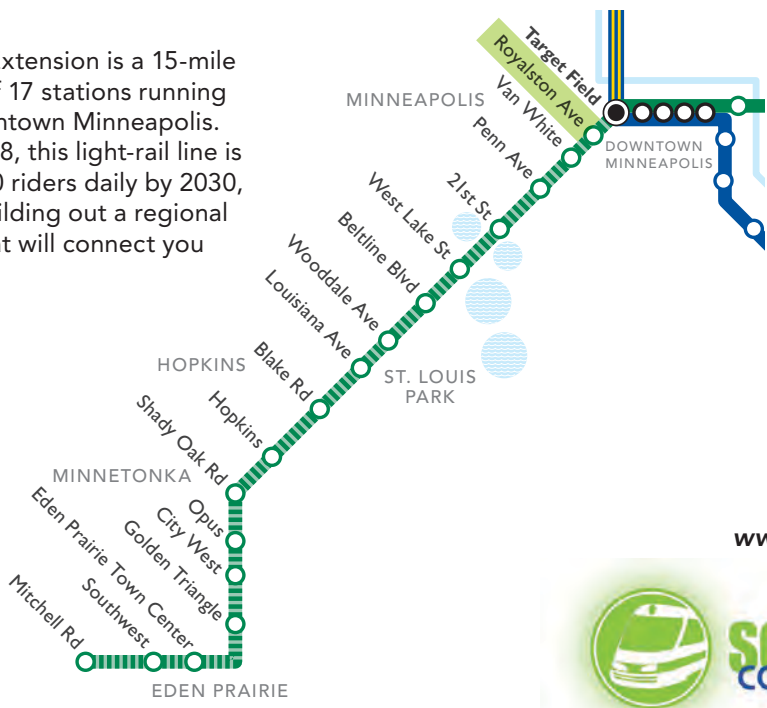 xtension is a 15-mile
17 stations running
ntown Minneapolis.
8, this light-rail line is
0 riders daily by 2030,
ilding out a regional
at will connect you
Target Field
Royalston Ave
Van White
Penn Ave
21st St
West Lake St
Beltline Blvd
Wooddale Ave
Louisiana Ave
Blake Rd
Hopkins
Shady Oak Rd
Opus
City West
Golden Triangle
Eden Prairie Town Center
Southwest
Mitchell Rd
MINNEAPOLIS
DOWNTOWN
MINNEAPOLIS
HOPKINS
ST. LOUIS
PARK
MINNETONKA
EDEN PRAIRIE
ww
CO